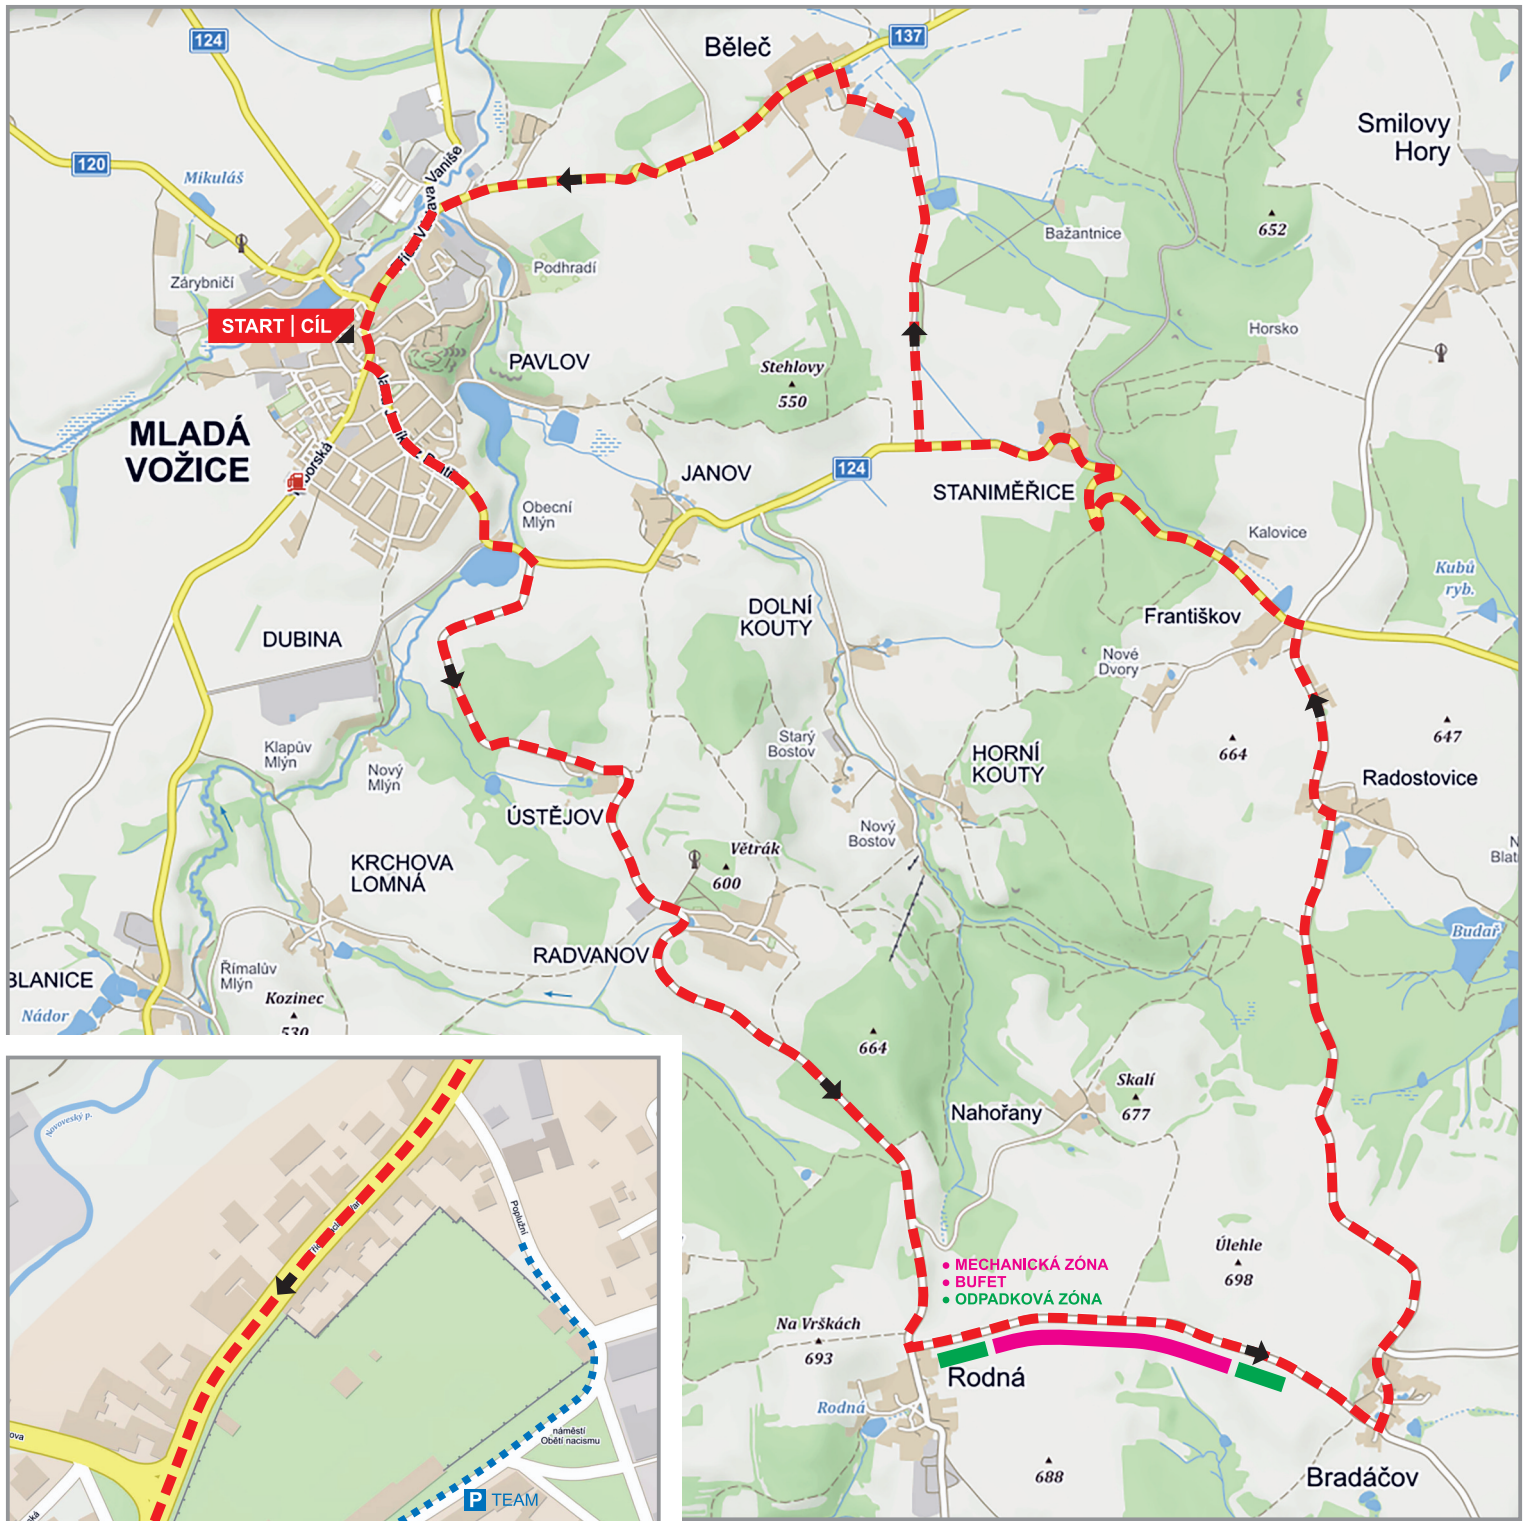 124
137
Běleč
Smilovy
Hory
120
Mikuláš
652
Bažantnice
Zárybničí
Podhradí
START | CÍL
Horsko
PAVLOV
Stehlovy
550
MLADÁ
VOŽICE
JANOV
124
STANIMĚŘICE
Obecní
Mlýn
Kalovice
Kubů
ryb.
DOLNÍ
KOUTY
Františkov
DUBINA
Nové
Dvory
647
664
Klapův
Mlýn
Nový
Mlýn
Starý
Bostov
HORNÍ
KOUTY
Radostovice
ÚSTĚJOV
Nový
Bostov
Větrák
600
KRCHOVA
LOMNÁ
Budař
RADVANOV
Římalův
Mlýn
BLANICE
Kozinec
530
Nádor
664
Skalí
677
Nahořany
Novoveský p.
Poplužní
Úlehle
698
• MECHANICKÁ ZÓNA
• BUFET
• ODPADKOVÁ ZÓNA
Na Vrškách
693
Rodná
Rodná
náměstí
Obětí nacismu
688
Bradáčov
P TEAM